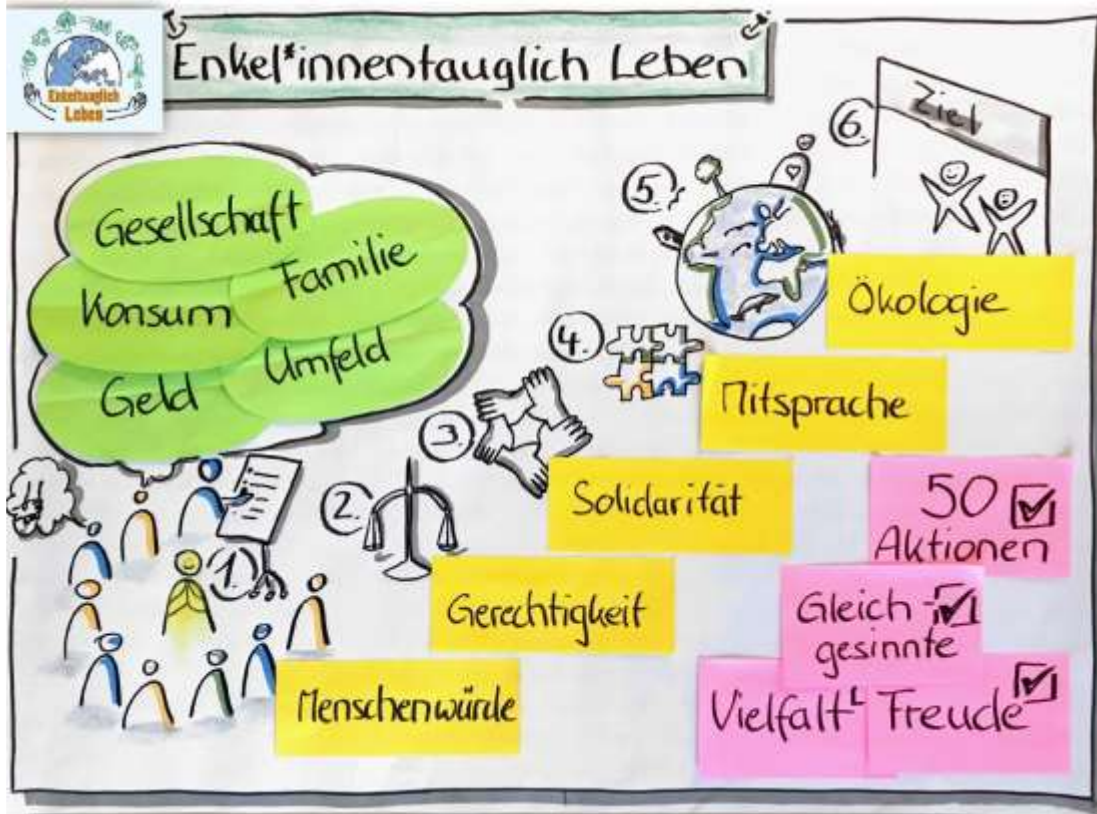 Enkeltauglich
Leben
Enkel*innentauglich Leben
Gesellschaft
Familie
Konsum
Umfeld
Geld
1.
2.
3.
4.
5.
6.
Ziel
Ökologie
Mitsprache
Solidarität
Gerechtigkeit
Menschenwürde
50
Aktionen
Gleich-
gesinnte
Vielfalt
Freude